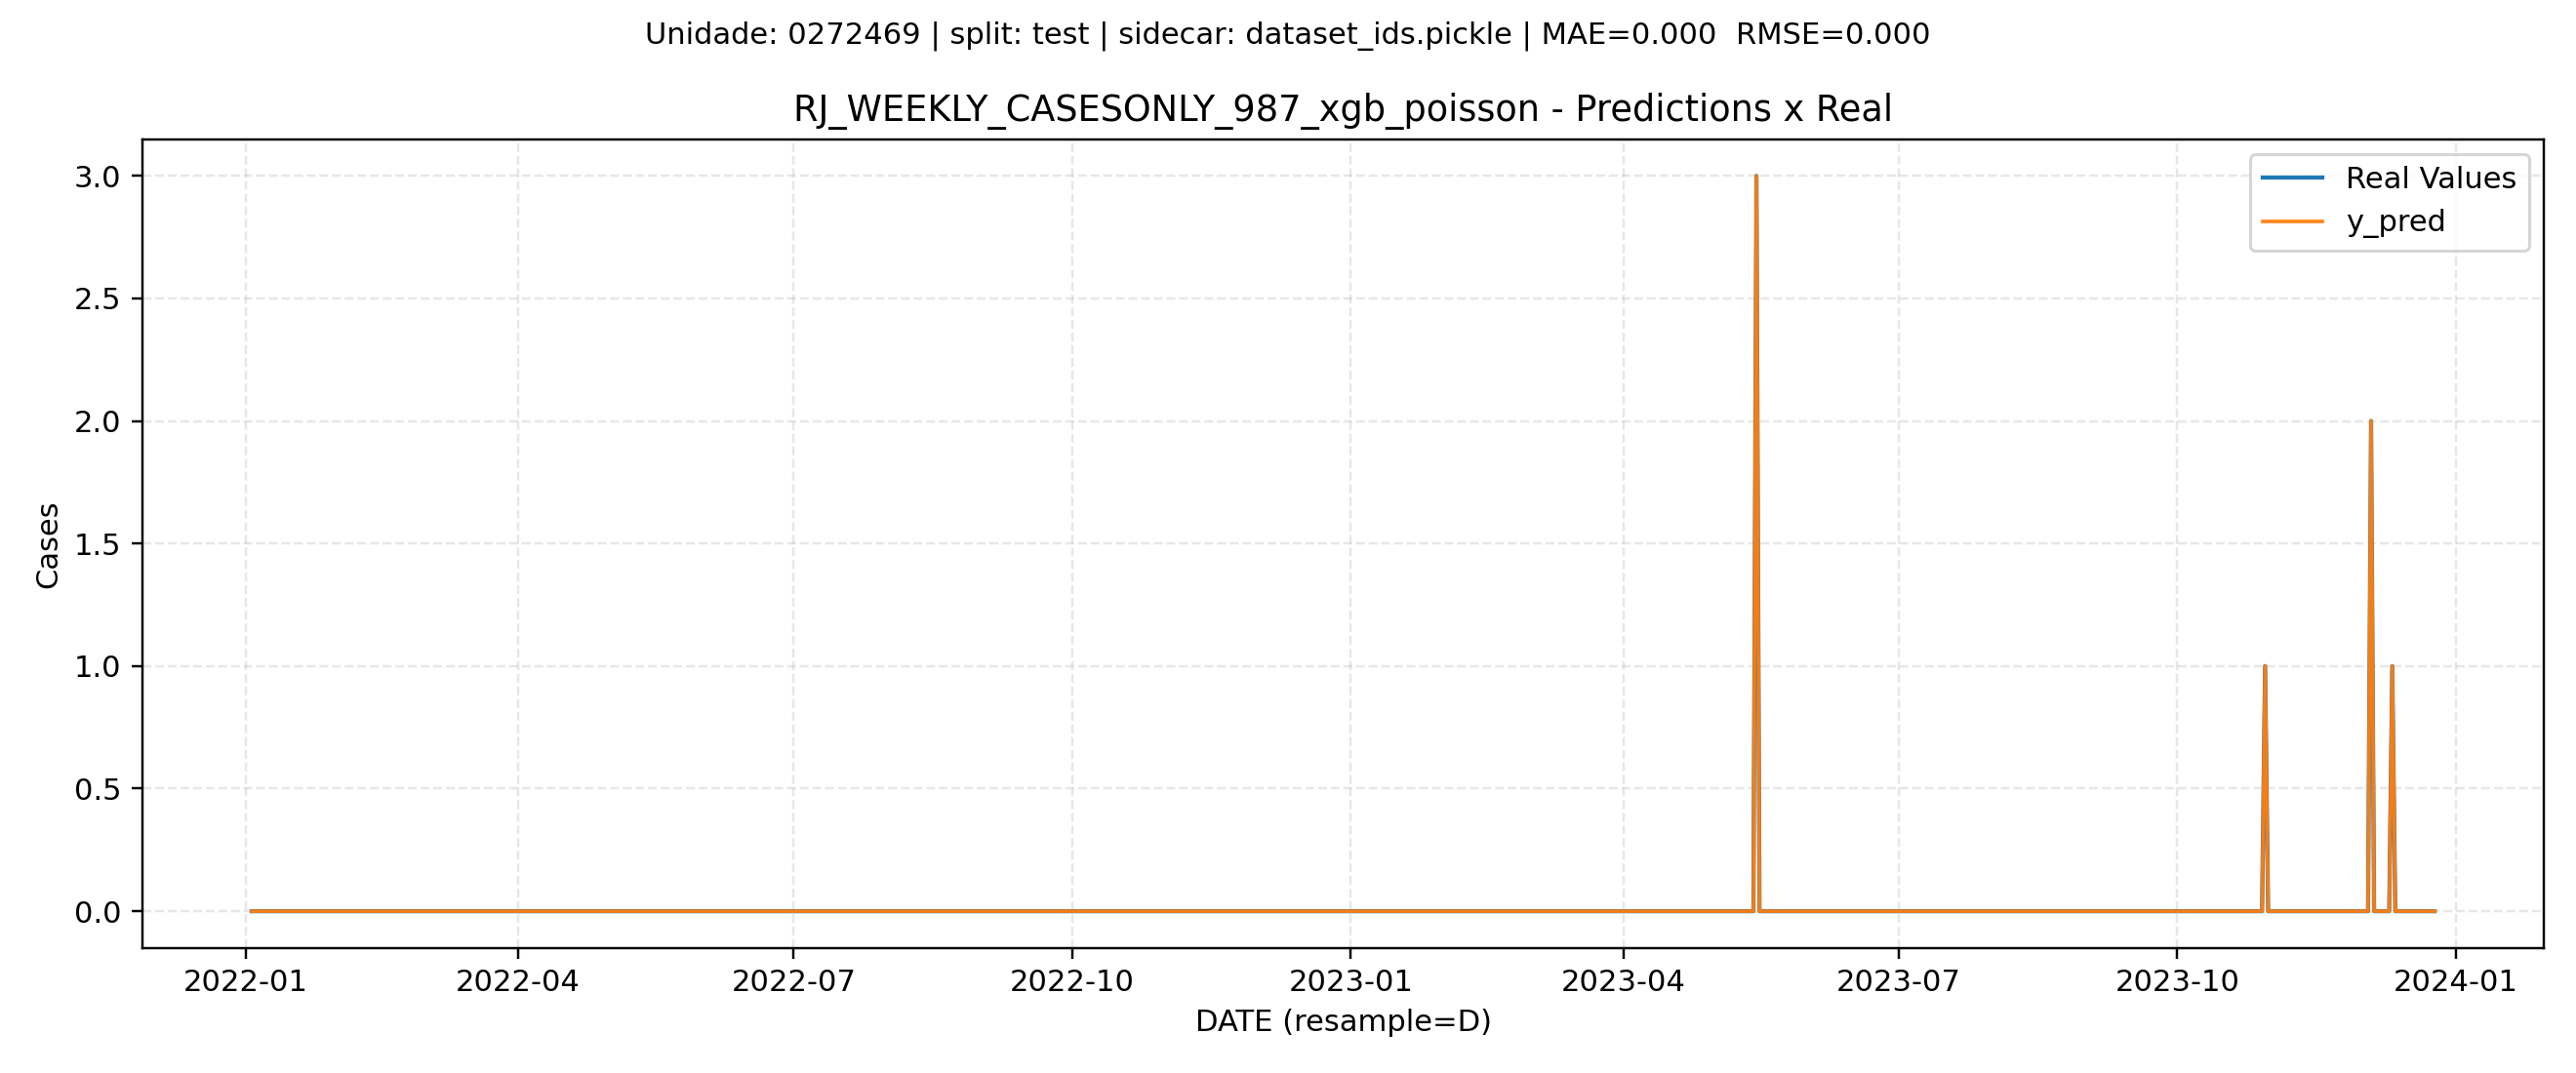 Unidade: 0272469 | split: test | sidecar: dataset_ids.pickle | MAE=0.000  RMSE=0.000
RJ_WEEKLY_CASESONLY_987_xgb_poisson - Predictions x Real
Real Values
y_pred
3.0
2.5
2.0
1.5
1.0
0.5
0.0
Cases
2022-01 2022-04 2022-07 2022-10 2023-01 2023-04 2023-07 2023-10 2024-01
DATE (resample=D)